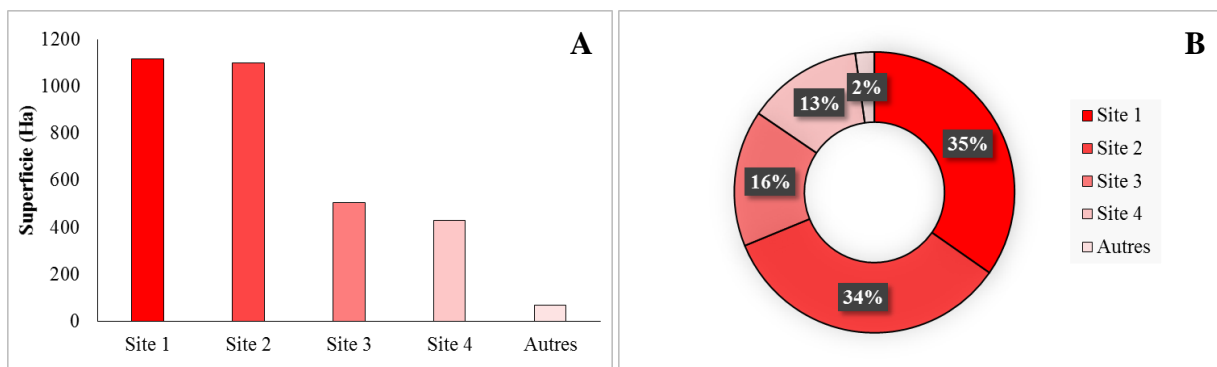 A
Superficie (Ha)
1200
1000
800
600
400
200
0
Site 1
Site 2
Site 3
Site 4
Autres
B
2%
13%
35%
16%
34%
Site 1
Site 2
Site 3
Site 4
Autres